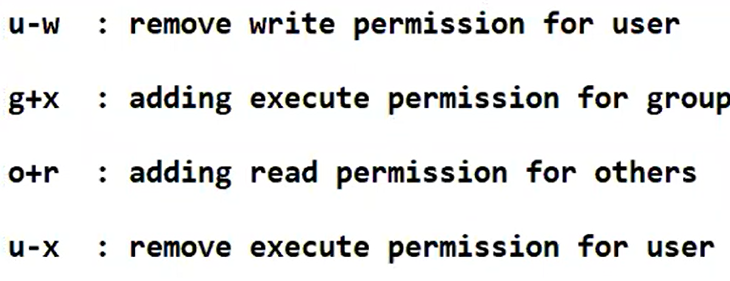 u-w : remove write permission for user
g+x : adding execute permission for group
o+r : adding read permission for others
u-x : remove execute permission for user